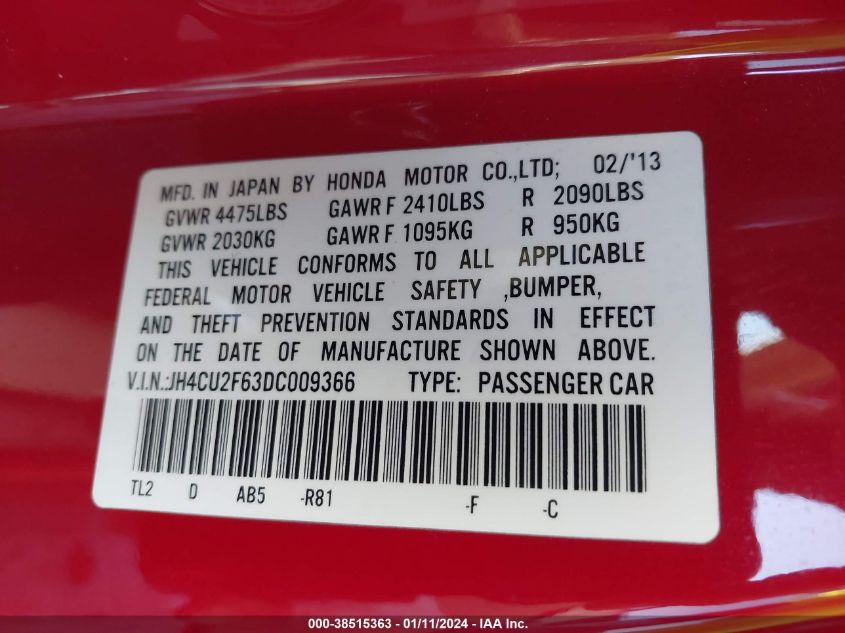 MFD. IN JAPAN BY HONDA MOTOR CO.,LTD; 02/'13
GVWR 4475LBS GAWR F 2410LBS R 2090LBS
GVWR 2030KG GAWR F 1095KG R 950KG
THIS VEHICLE CONFORMS TO ALL APPLICABLE
FEDERAL MOTOR VEHICLE SAFETY ,BUMPER,
AND THEFT PREVENTION STANDARDS IN EFFECT
ON THE DATE OF MANUFACTURE SHOWN ABOVE.
V.I.N.:JH4CU2F63DC009366 TYPE: PASSENGER CAR
TL2 D AB5 -R81 -F -C
000-38515363 - 01/11/2024 - IAAI Inc.